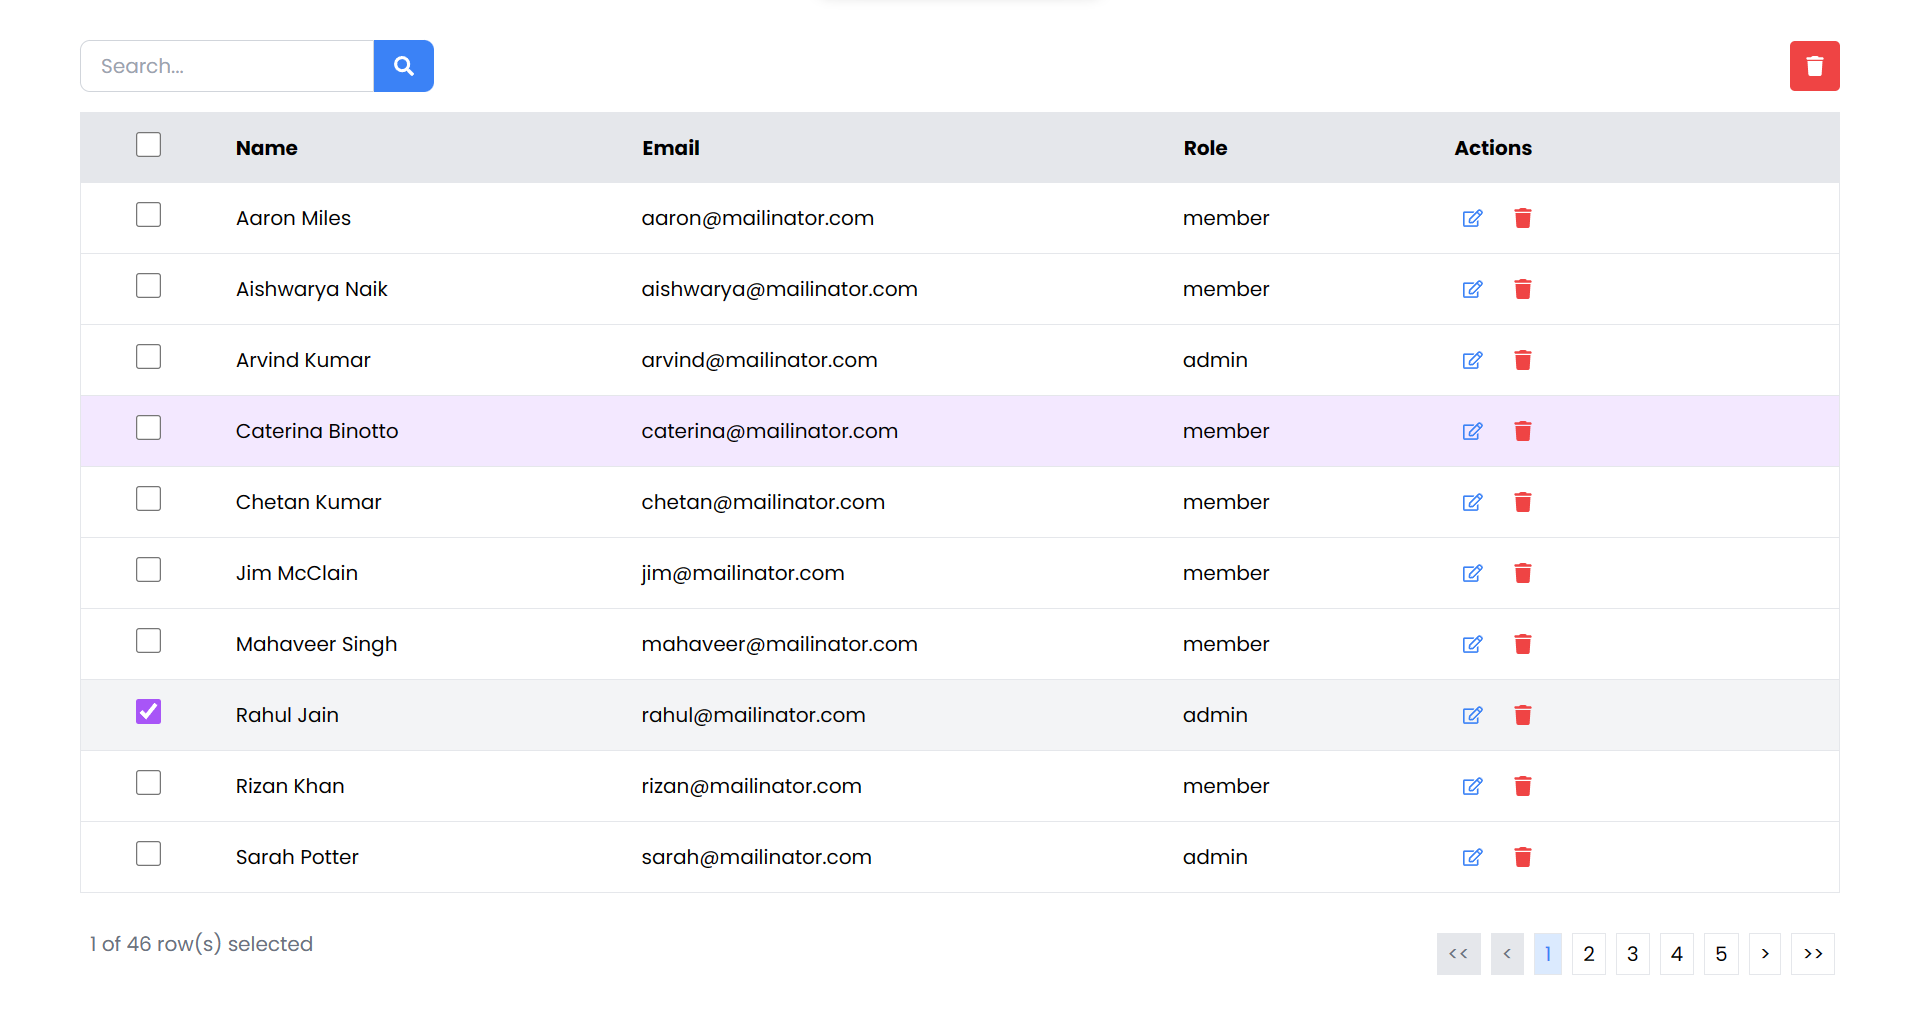 Search...
Name Email Role Actions
Aaron Miles aaron@mailinator.com member
Aishwarya Naik aishwarya@mailinator.com member
Arvind Kumar arvind@mailinator.com admin
Caterina Binotto caterina@mailinator.com member
Chetan Kumar chetan@mailinator.com member
Jim McClain jim@mailinator.com member
Mahaveer Singh mahaveer@mailinator.com member
Rahul Jain rahul@mailinator.com admin
Rizan Khan rizan@mailinator.com member
Sarah Potter sarah@mailinator.com admin
1 of 46 row(s) selected
<< < 1 2 3 4 5 > >>